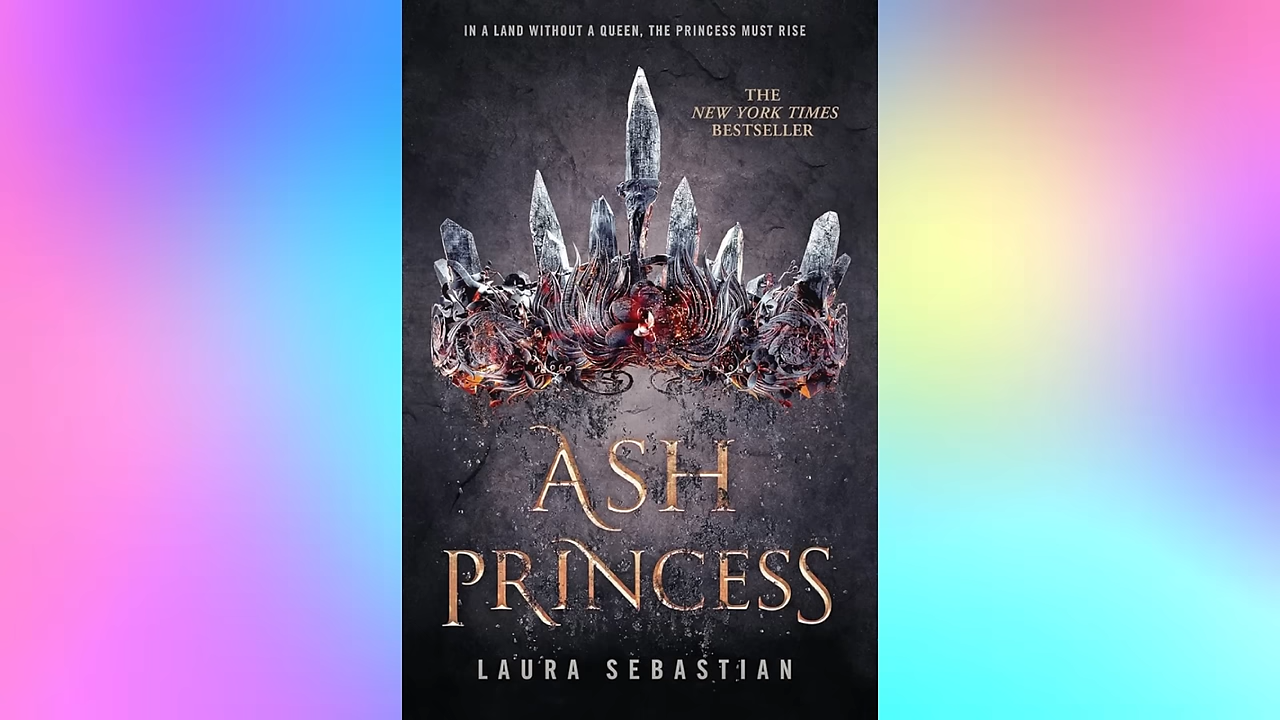 IN A LAND WITHOUT A QUEEN, THE PRINCESS MUST RISE
THE
NEW YORK TIMES
BESTSELLER
ASH
PRINCESS
LAURA SEBASTIAN